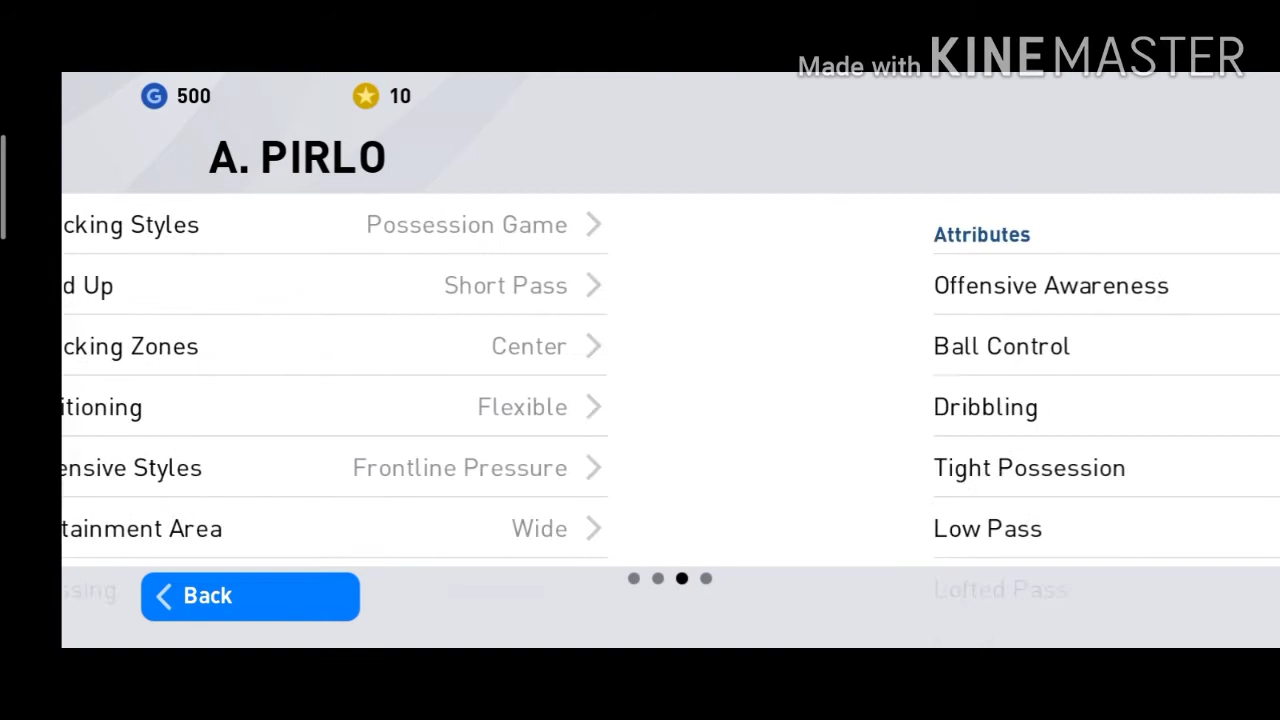 Made with KINEMASTER
G 500 10
A. PIRLO
cking Styles Possession Game
d Up Short Pass
cking Zones Center
itioning Flexible
ensive Styles Frontline Pressure
tainment Area Wide
ssing
Attributes
Offensive Awareness
Ball Control
Dribbling
Tight Possession
Low Pass
Lofted Pass
Back